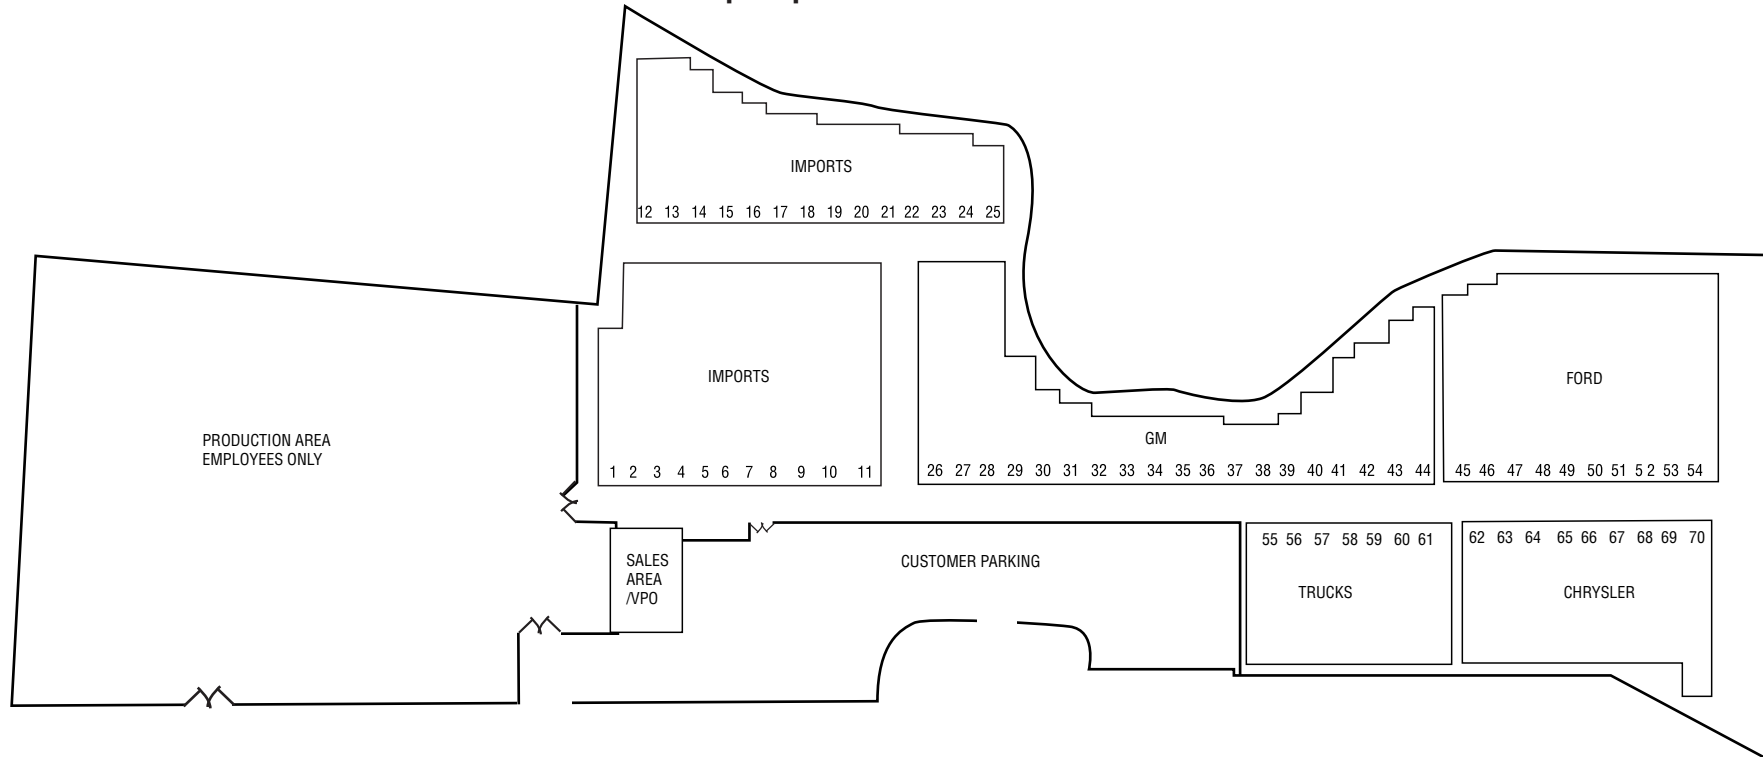 IMPORTS
12 13 14 15 16 17 18 19 20 21 22 23 24 25
IMPORTS
1 2 3 4 5 6 7 8 9 10 11
GM
26 27 28 29 30 31 32 33 34 35 36 37 38 39 40 41 42 43 44
FORD
45 46 47 48 49 50 51 5 2 53 54
PRODUCTION AREA
EMPLOYEES ONLY
SALES
AREA
/VPO
CUSTOMER PARKING
55 56 57 58 59 60 61
TRUCKS
62 63 64 65 66 67 68 69 70
CHRYSLER